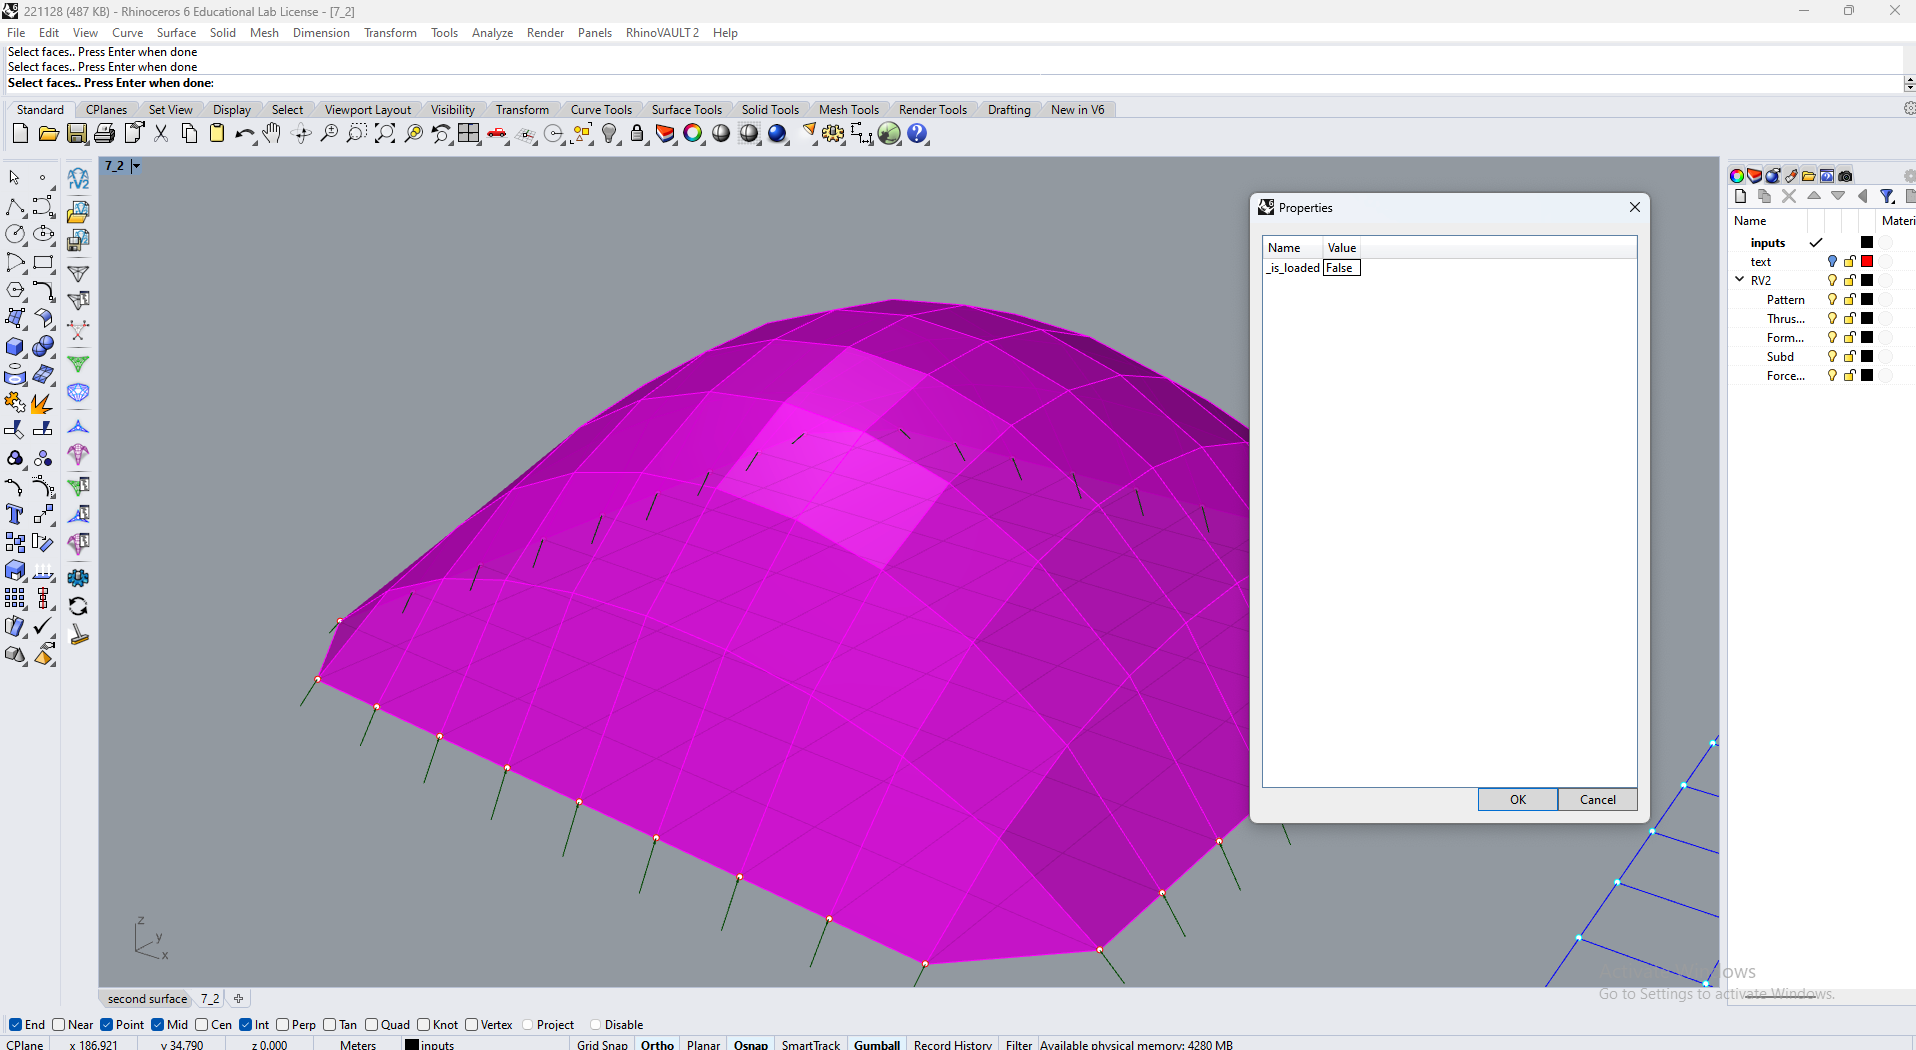 221128 (487 KB) - Rhinoceros 6 Educational Lab License - [7_2]
File Edit View Curve Surface Solid Mesh Dimension Transform Tools Analyze Render Panels RhinoVAULT2 Help
Select faces.. Press Enter when done
Select faces.. Press Enter when done
Select faces.. Press Enter when done:
Standard CPlanes Set View Display Select Viewport Layout Visibility Transform Curve Tools Surface Tools Solid Tools Mesh Tools Render Tools Drafting New in V6
7_2
rV2
Properties
Name Value
_is_loaded False
OK Cancel
Name Materi
inputs
text
RV2
Pattern
Thrus...
Form...
Subd
Force...
z
y
x
ows
Go to Settings to activate Windows.
second surface 7_2
End Near Point Mid Cen Int Perp Tan Quad Knot Vertex Project Disable
CPlane x 186.921 y 34.790 z 0.000 Meters inputs Grid Snap Ortho Planar Osnap SmartTrack Gumball Record History Filter Available physical memory: 4280 MB